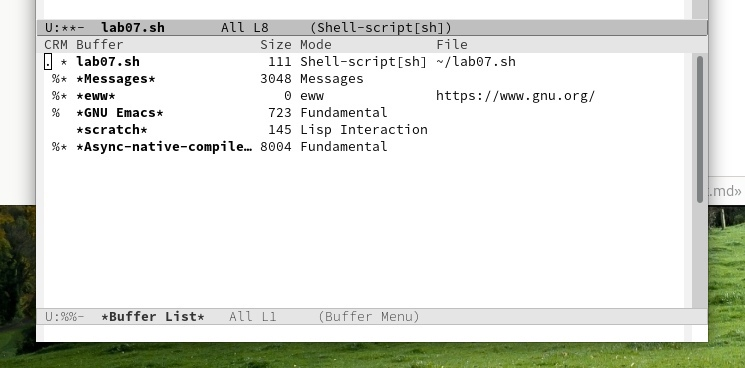 U:**-  lab07.sh       All L8     (Shell-script[sh])
CRM Buffer                 Size Mode             File
. * lab07.sh                111 Shell-script[sh] ~/lab07.sh
 %* *Messages*             3048 Messages
 %* *eww*                     0 eww              https://www.gnu.org/
 %  *GNU Emacs*             723 Fundamental
    *scratch*               145 Lisp Interaction
 %* *Async-native-compile… 8004 Fundamental
.md»
U:%%-  *Buffer List*   All L1     (Buffer Menu)